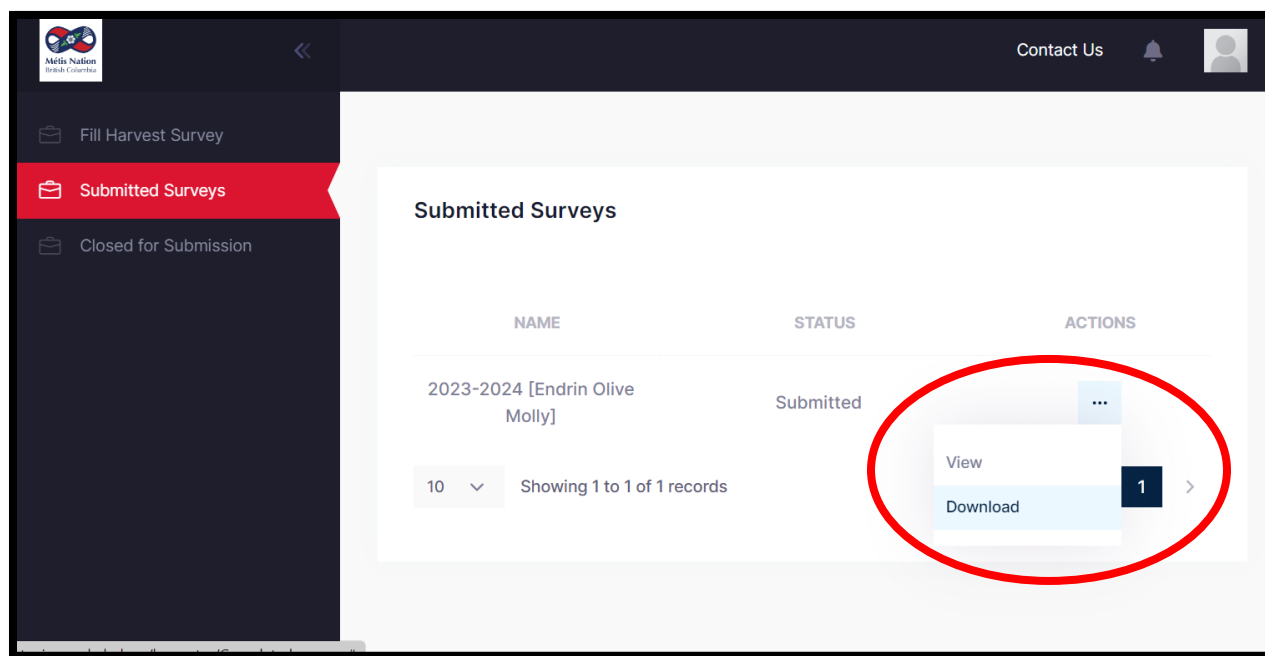 Métis Nation
British Columbia
Contact Us
Fill Harvest Survey
Submitted Surveys
Closed for Submission
Submitted Surveys
NAME STATUS ACTIONS
2023-2024 [Endrin Olive
Molly]
Submitted
...
View
Download
10
Showing 1 to 1 of 1 records
1